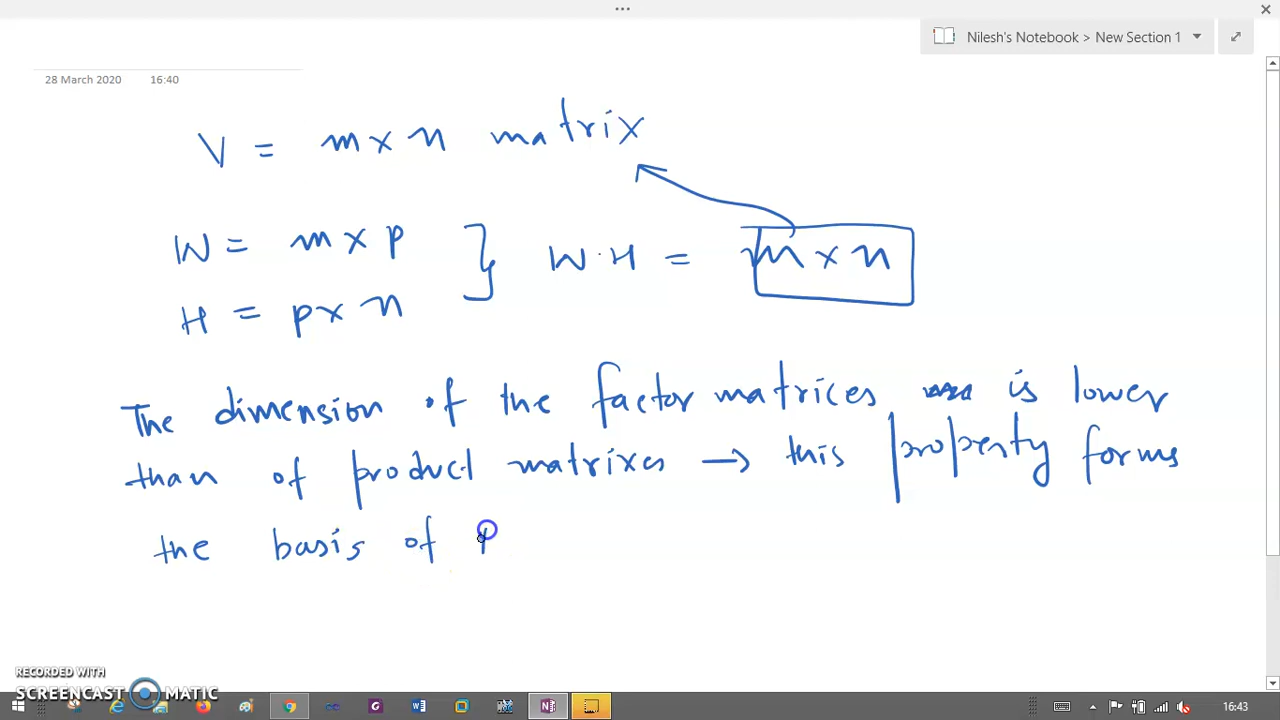 Nilesh's Notebook > New Section 1
28 March 2020 16:40
V = m x n matrix
W = m x p
W · H = m x n
H = p x n
The dimension of the factor matrices is lower
than of product matrixes → this property forms
the basis of
RECORDED WITH
SCREENCAST MATIC
16:43